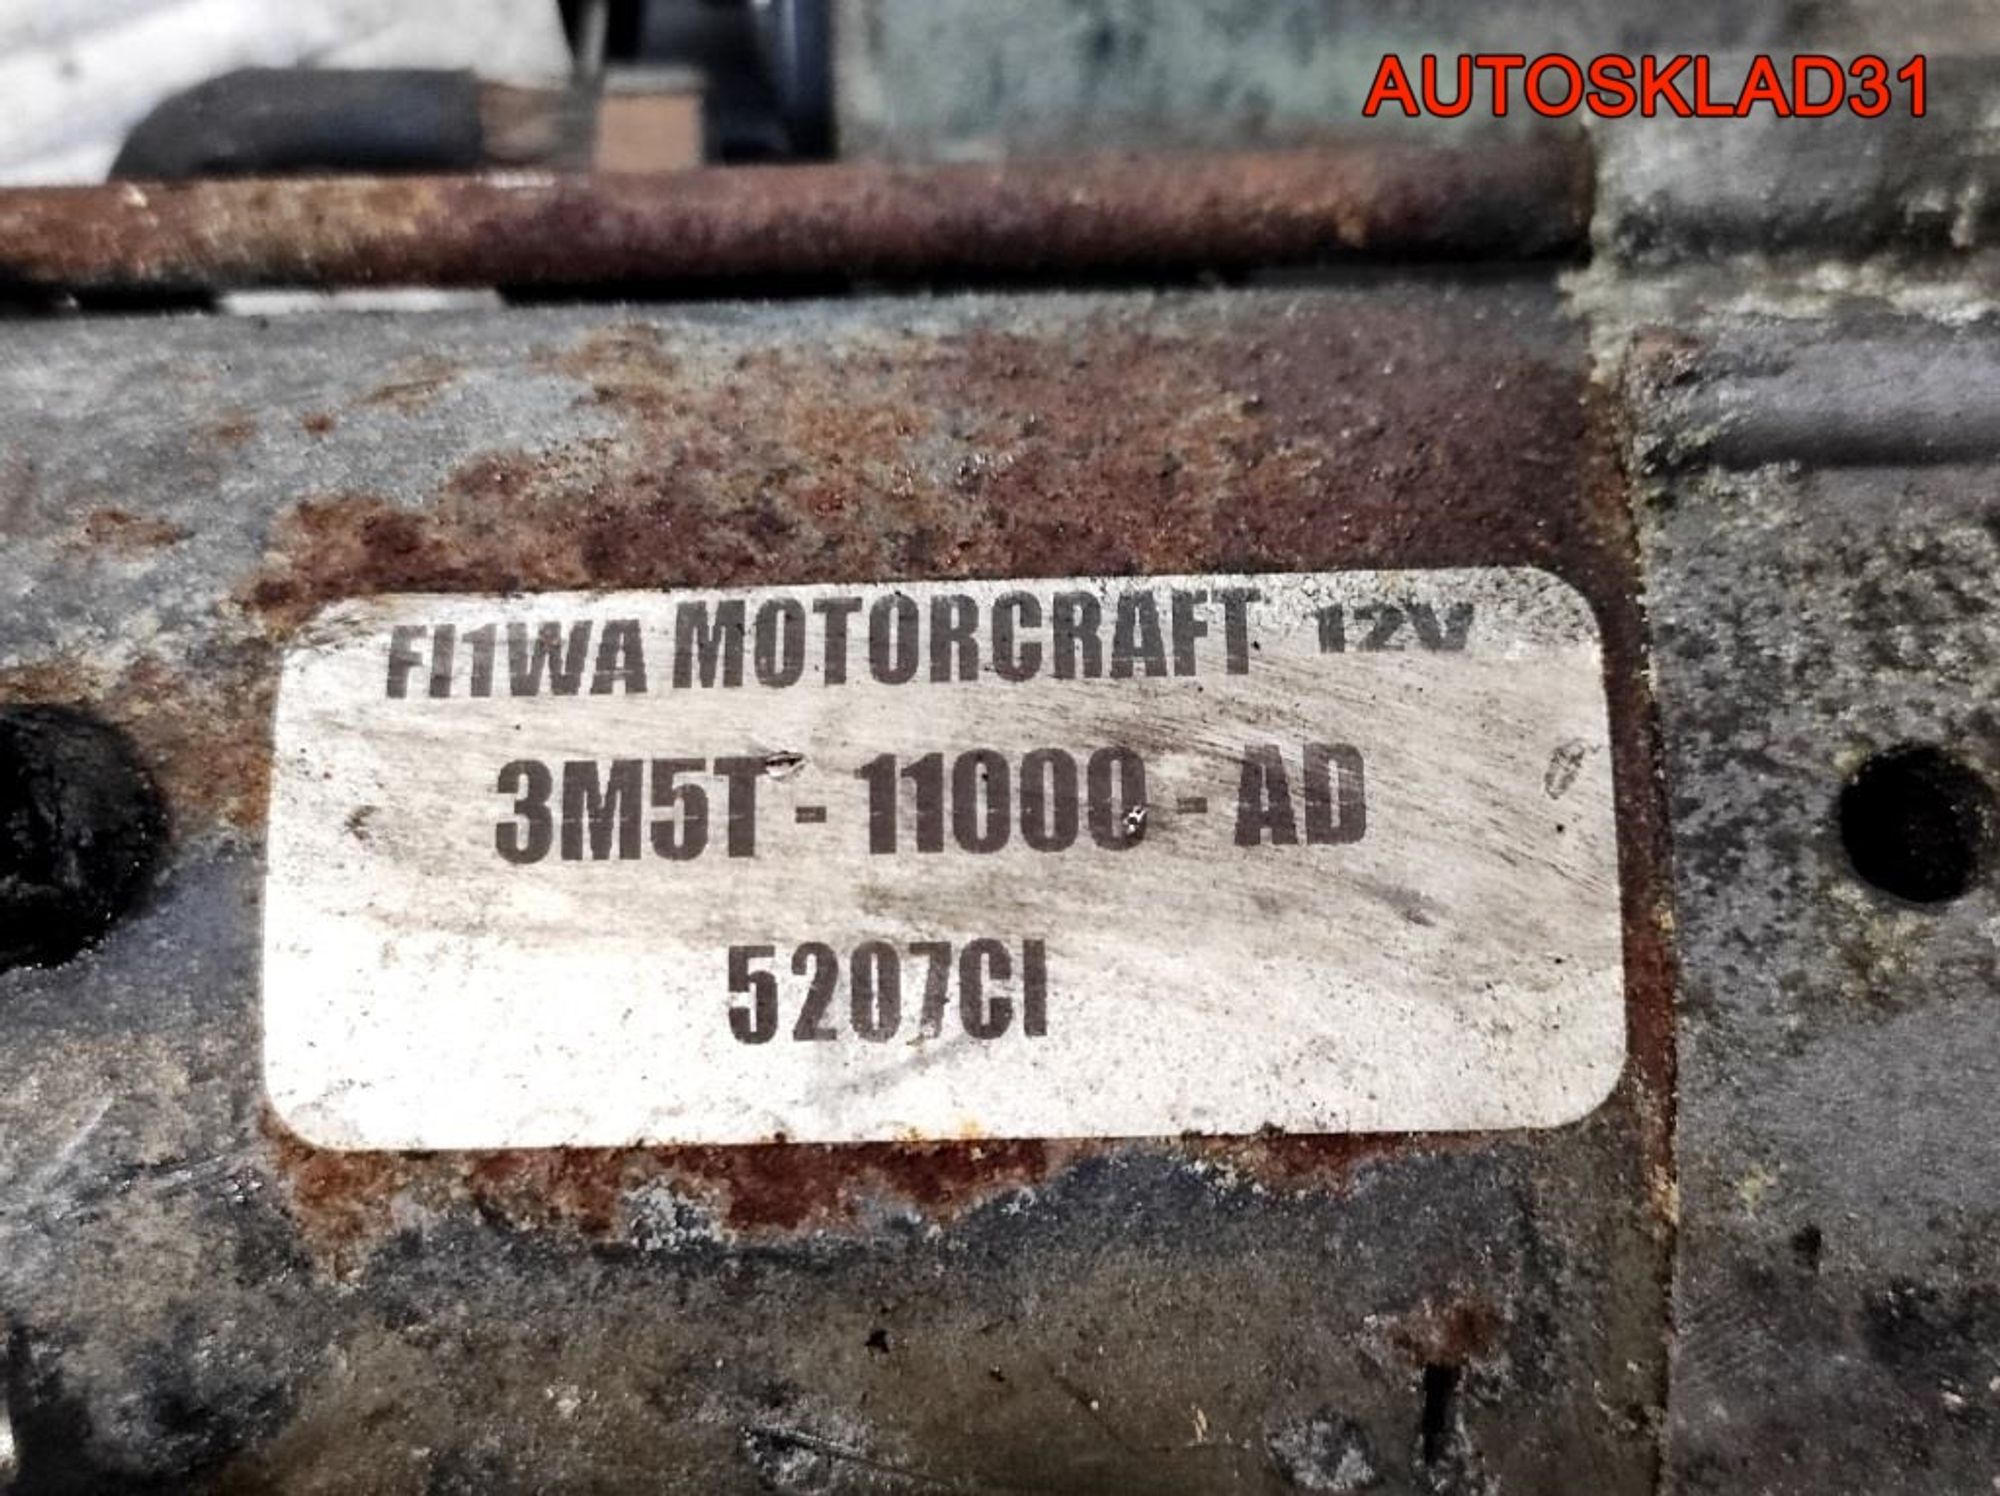 AUTOSKLAD31
FI1WA MOTORCRAFT 12V
3M5T - 11000 - AD
5207CI